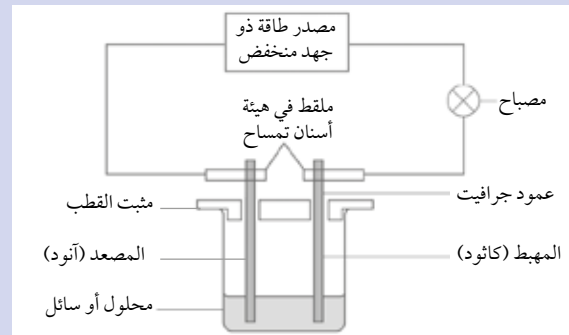 مصدر طاقة ذو
جهد منخفض
مصباح
ملقط في هيئة
أسنان تمساح
عمود جرافيت
مثبت القطب
المهبط (كاثود)
المصعد (آنود)
محلول أو سائل